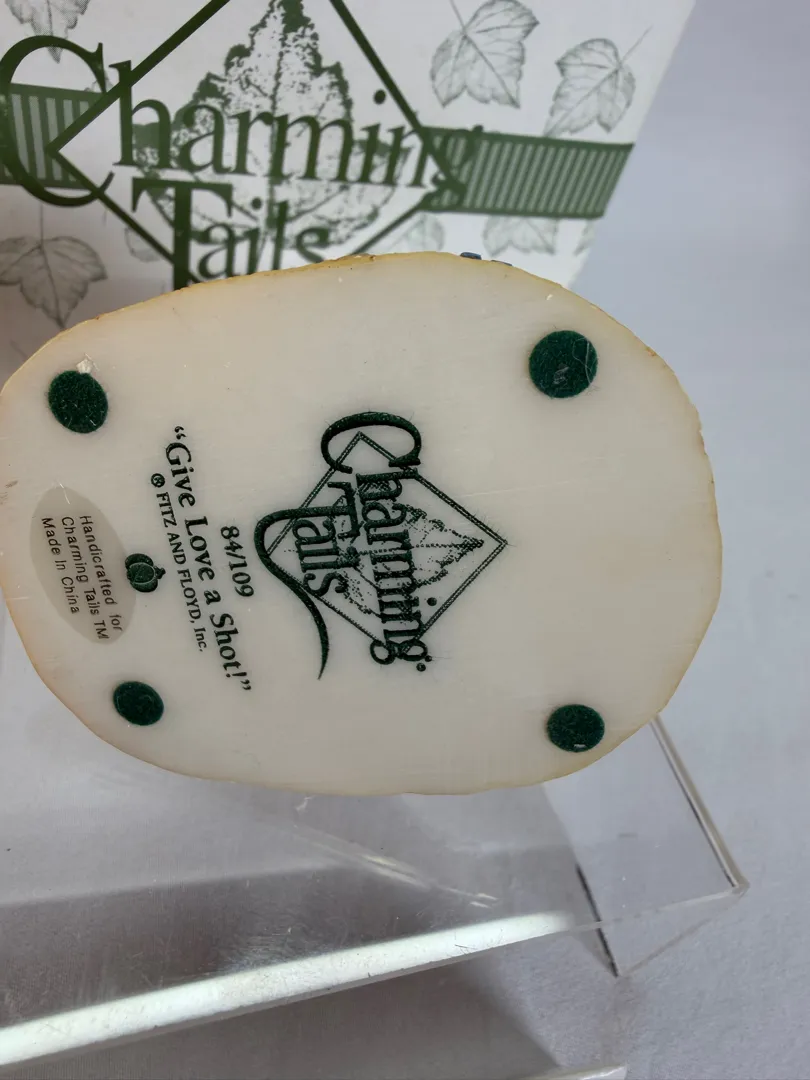 Charming
Tails
Charming®
Tails
84/109
“Give Love a Shot!”
® FITZ AND FLOYD, Inc.
Handicrafted for
Charming Tails TM
Made In China